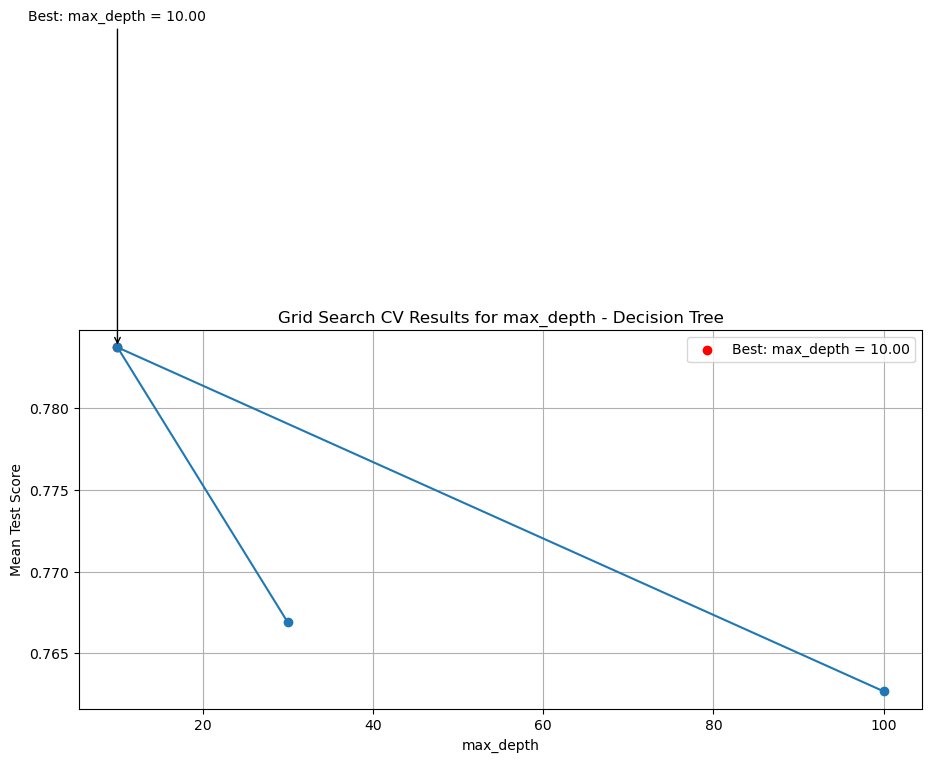 Best: max_depth = 10.00
Grid Search CV Results for max_depth - Decision Tree
Best: max_depth = 10.00
0.780
0.775
0.770
0.765
Mean Test Score
20 40 60 80 100
max_depth